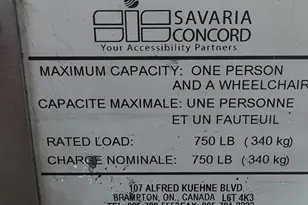 SAVARIA
CONCORD
Your Accessibility Partners
MAXIMUM CAPACITY: ONE PERSON
AND A WHEELCHAIR
CAPACITE MAXIMALE: UNE PERSONNE
ET UN FAUTEUIL
RATED LOAD: 750 LB (340 kg)
CHARGE NOMINALE: 750 LB (340 kg)
107 ALFRED KUEHNE BLVD.
BRAMPTON, ON., CANADA L6T 4K3